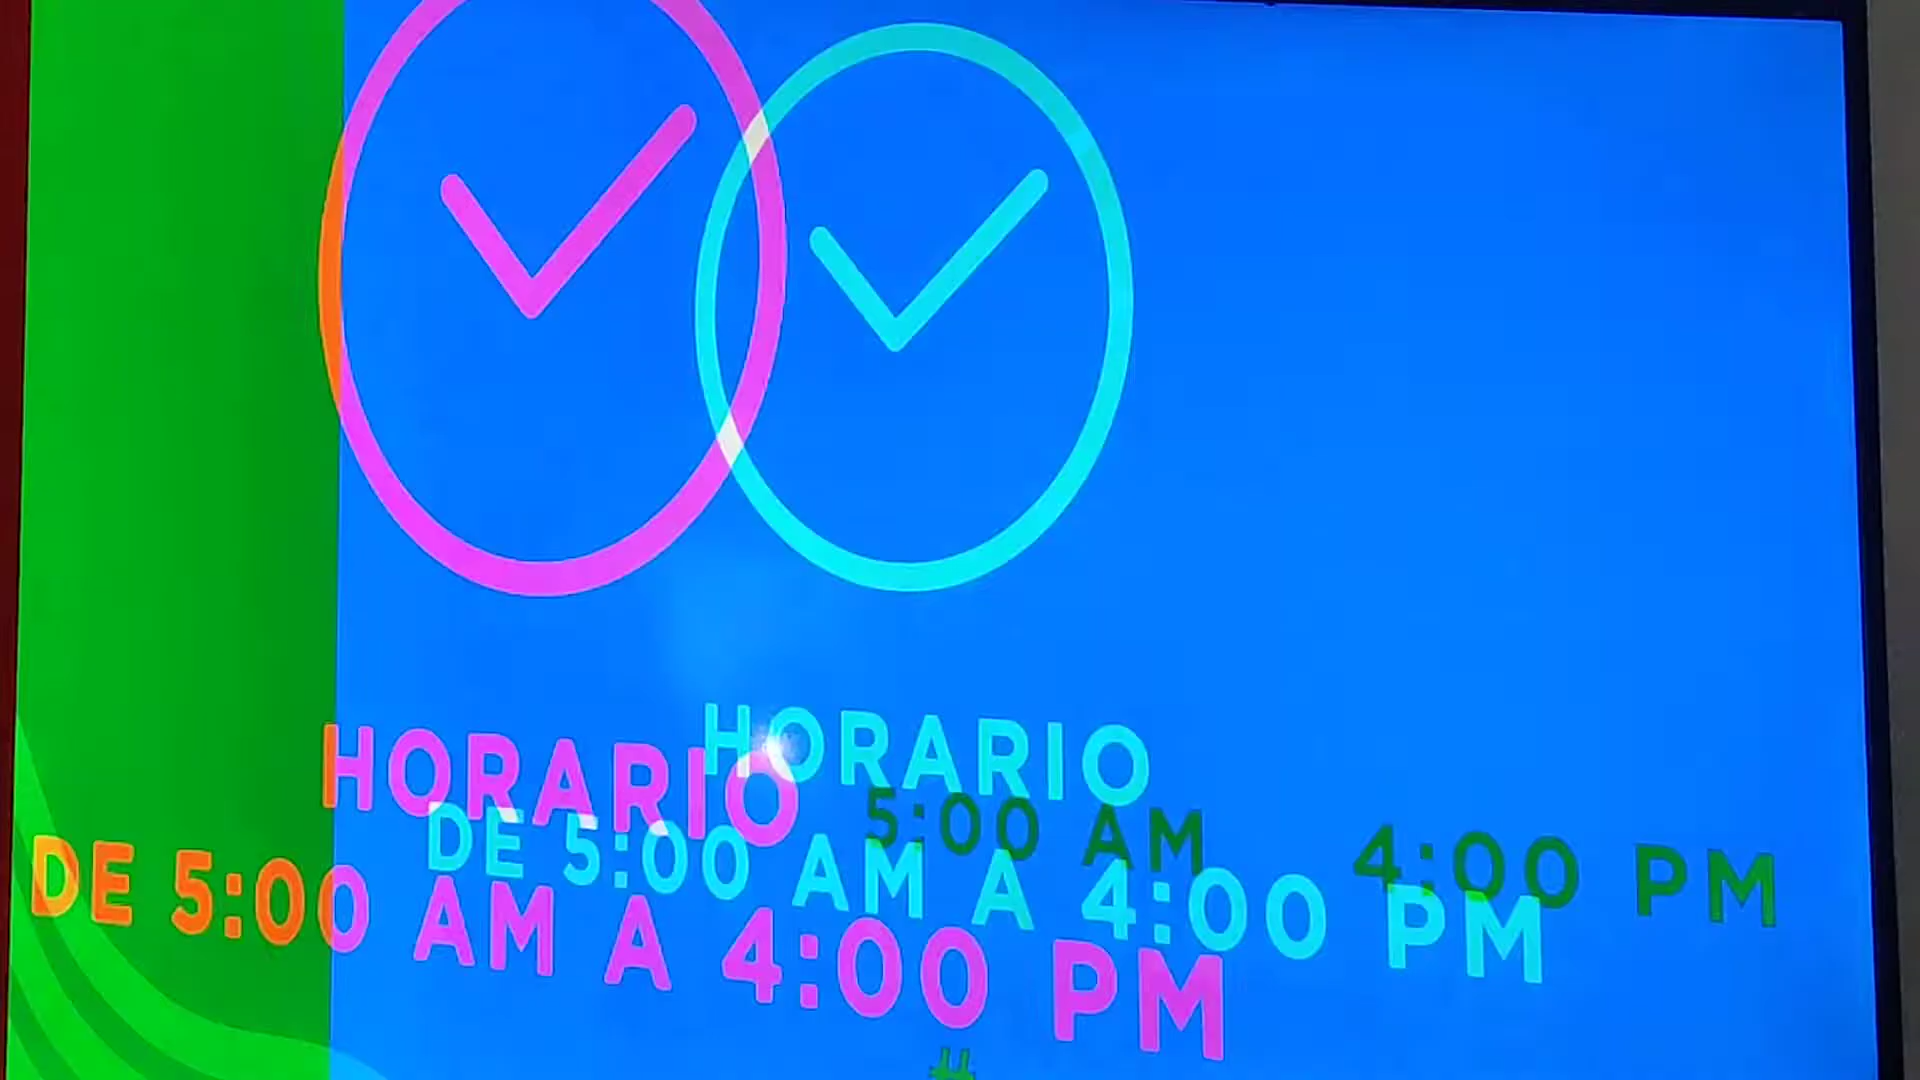 HORARIO
HORARIO
5:00 AM 4:00 PM
DE 5:00 AM A 4:00 PM
DE 5:00 AM A 4:00 PM
#